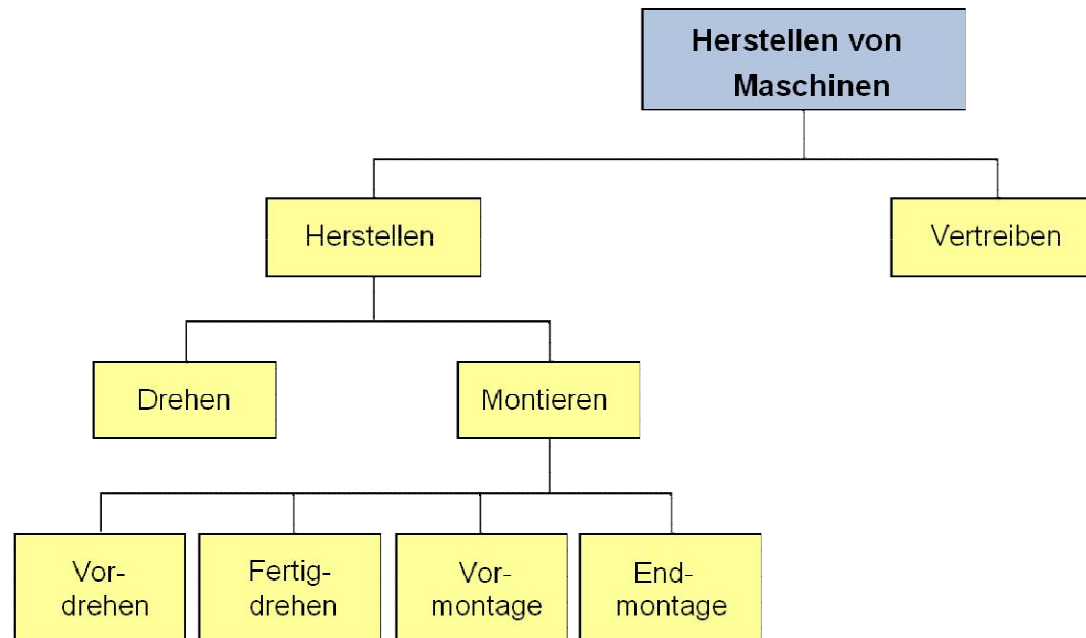 Herstellen von
Maschinen
Herstellen
Vertreiben
Drehen
Montieren
Vor-
drehen
Fertig-
drehen
Vor-
montage
End-
montage